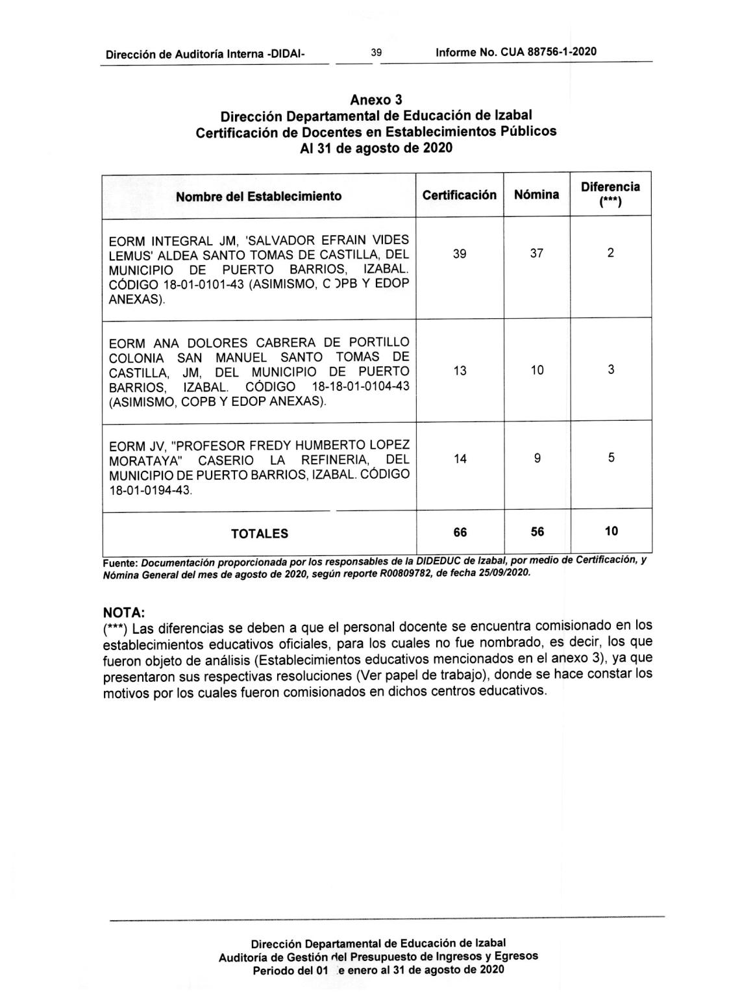 Dirección de Auditoría Interna -DIDAI- 39 Informe No. CUA 88756-1-2020
Anexo 3
Dirección Departamental de Educación de Izabal
Certificación de Docentes en Establecimientos Públicos
Al 31 de agosto de 2020
Nombre del Establecimiento Certificación Nómina Diferencia (***)
EORM INTEGRAL JM, 'SALVADOR EFRAIN VIDES
LEMUS' ALDEA SANTO TOMAS DE CASTILLA, DEL
MUNICIPIO DE PUERTO BARRIOS, IZABAL.
CÓDIGO 18-01-0101-43 (ASIMISMO, COPB Y EDOP
ANEXAS).
39 37 2
EORM ANA DOLORES CABRERA DE PORTILLO
COLONIA SAN MANUEL SANTO TOMAS DE
CASTILLA, JM, DEL MUNICIPIO DE PUERTO
BARRIOS, IZABAL. CÓDIGO 18-18-01-0104-43
(ASIMISMO, COPB Y EDOP ANEXAS).
13 10 3
EORM JV, "PROFESOR FREDY HUMBERTO LOPEZ
MORATAYA" CASERIO LA REFINERIA, DEL
MUNICIPIO DE PUERTO BARRIOS, IZABAL. CÓDIGO
18-01-0194-43.
14 9 5
TOTALES 66 56 10
Fuente: Documentación proporcionada por los responsables de la DIDEDUC de Izabal, por medio de Certificación, y
Nómina General del mes de agosto de 2020, según reporte R00809782, de fecha 25/09/2020.
NOTA:
(***) Las diferencias se deben a que el personal docente se encuentra comisionado en los
establecimientos educativos oficiales, para los cuales no fue nombrado, es decir, los que
fueron objeto de análisis (Establecimientos educativos mencionados en el anexo 3), ya que
presentaron sus respectivas resoluciones (Ver papel de trabajo), donde se hace constar los
motivos por los cuales fueron comisionados en dichos centros educativos.
Dirección Departamental de Educación de Izabal
Auditoría de Gestión del Presupuesto de Ingresos y Egresos
Periodo del 01 de enero al 31 de agosto de 2020